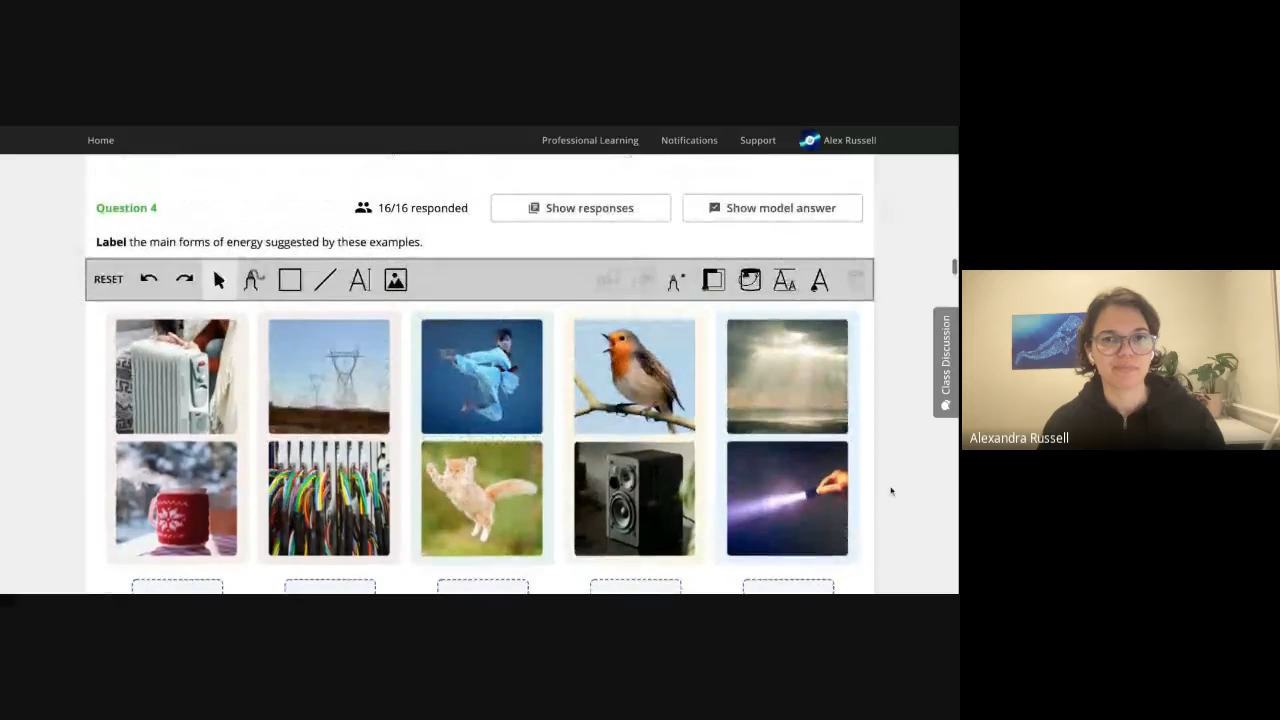 Home
Professional Learning
Notifications
Support
Alex Russell
Question 4
16/16 responded
Show responses
Show model answer
Label the main forms of energy suggested by these examples.
RESET
Class Discussion
Alexandra Russell